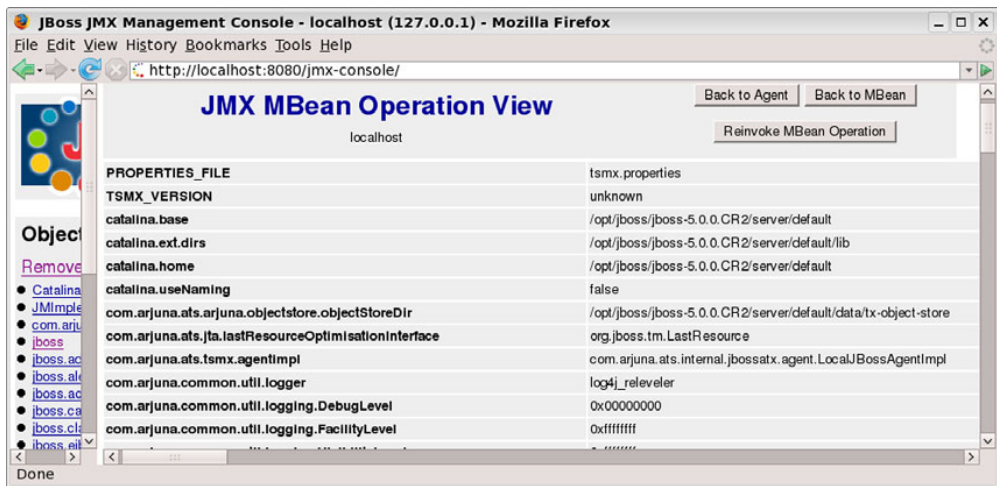 JBoss JMX Management Console - localhost (127.0.0.1) - Mozilla Firefox
File Edit View History Bookmarks Tools Help
http://localhost:8080/jmx-console/
JMX MBean Operation View
localhost
Back to Agent Back to MBean
Reinvoke MBean Operation
Object
Remove
Catalina
JMImple
com.arju
jboss
jboss.ac
jboss.ale
jboss.ac
jboss.ca
jboss.cla
jboss.ejb
PROPERTIES_FILE tsmx.properties
TSMX_VERSION unknown
catalina.base /opt/jboss/jboss-5.0.0.CR2/server/default
catalina.ext.dirs /opt/jboss/jboss-5.0.0.CR2/server/default/lib
catalina.home /opt/jboss/jboss-5.0.0.CR2/server/default
catalina.useNaming false
com.arjuna.ats.arjuna.objectstore.objectStoreDir /opt/jboss/jboss-5.0.0.CR2/server/default/data/tx-object-store
com.arjuna.ats.jta.lastResourceOptimisationInterface org.jboss.tm.LastResource
com.arjuna.ats.tsmx.agentimpl com.arjuna.ats.internal.jbossatx.agent.LocalJBossAgentImpl
com.arjuna.common.util.logger log4j_releveler
com.arjuna.common.util.logging.DebugLevel 0x00000000
com.arjuna.common.util.logging.FacilityLevel 0xffffffff
Done